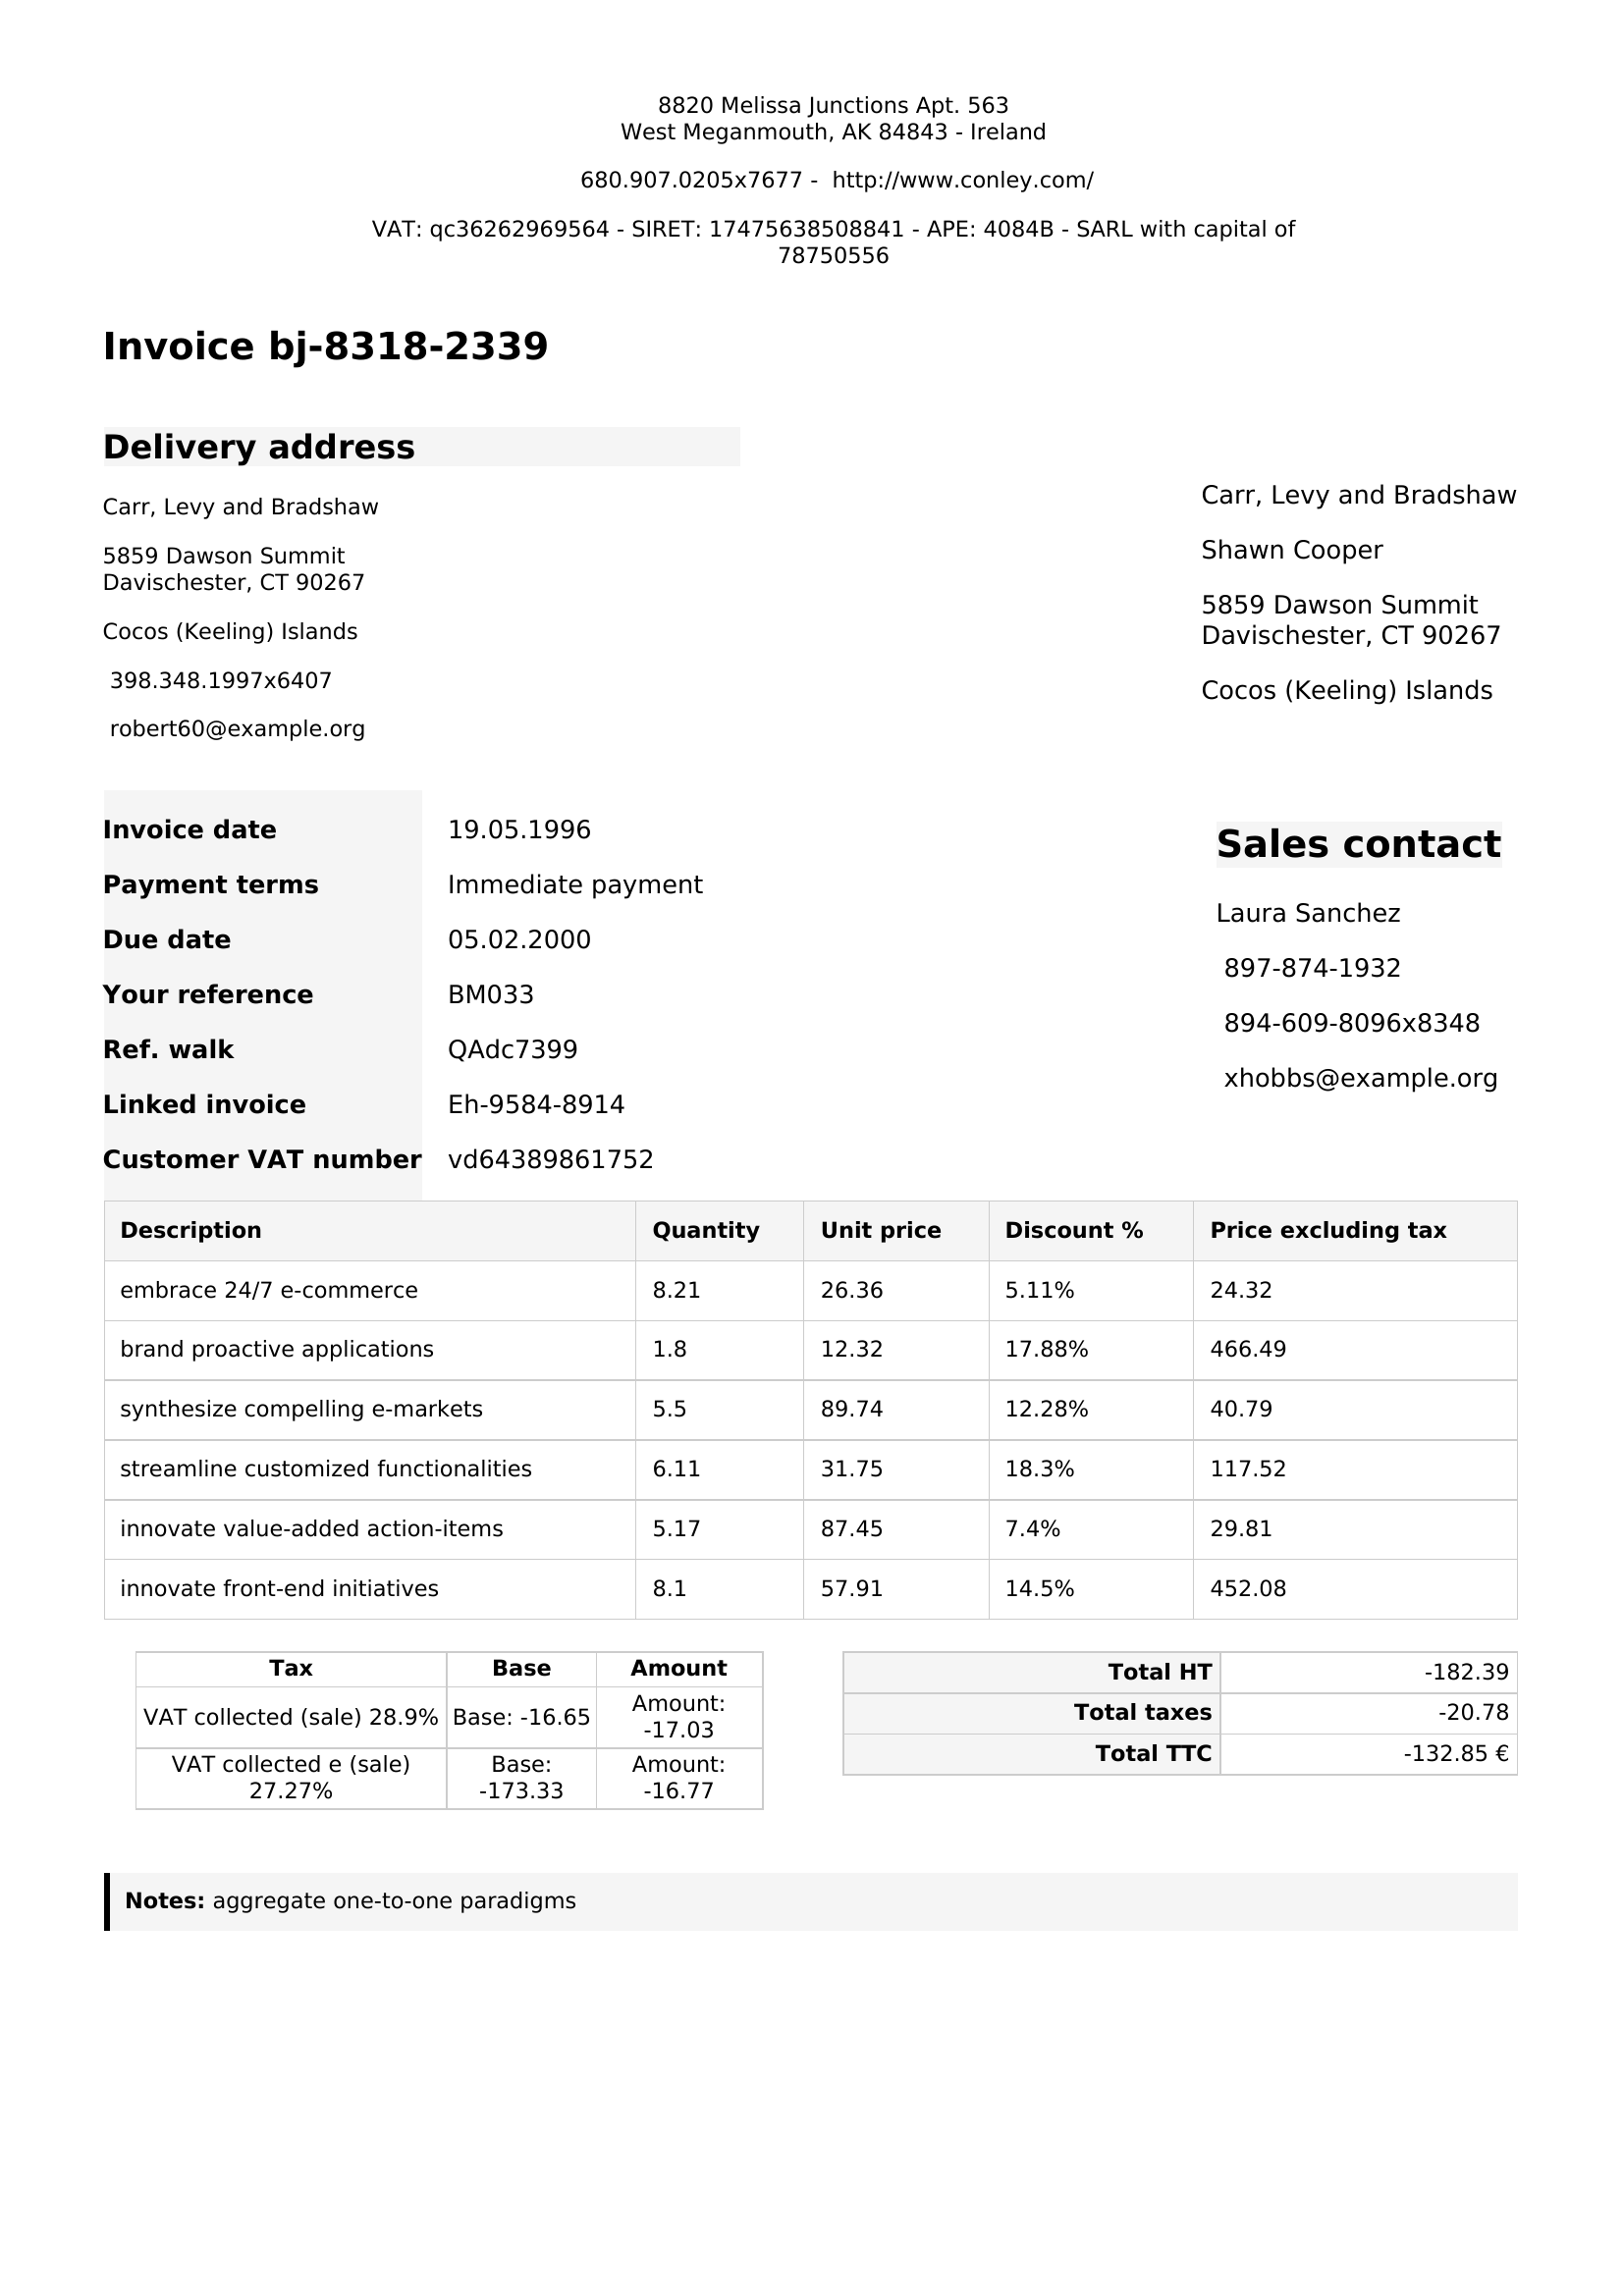 8820 Melissa Junctions Apt. 563
West Meganmouth, AK 84843 - Ireland
680.907.0205x7677 -  http://www.conley.com/
VAT: qc36262969564 - SIRET: 17475638508841 - APE: 4084B - SARL with capital of
78750556
Invoice bj-8318-2339
Delivery address
Carr, Levy and Bradshaw
5859 Dawson Summit
Davischester, CT 90267
Cocos (Keeling) Islands
398.348.1997x6407
robert60@example.org
Carr, Levy and Bradshaw
Shawn Cooper
5859 Dawson Summit
Davischester, CT 90267
Cocos (Keeling) Islands
Invoice date 19.05.1996
Payment terms Immediate payment
Due date 05.02.2000
Your reference BM033
Ref. walk QAdc7399
Linked invoice Eh-9584-8914
Customer VAT number vd64389861752
Sales contact
Laura Sanchez
897-874-1932
894-609-8096x8348
xhobbs@example.org
Description Quantity Unit price Discount % Price excluding tax
embrace 24/7 e-commerce 8.21 26.36 5.11% 24.32
brand proactive applications 1.8 12.32 17.88% 466.49
synthesize compelling e-markets 5.5 89.74 12.28% 40.79
streamline customized functionalities 6.11 31.75 18.3% 117.52
innovate value-added action-items 5.17 87.45 7.4% 29.81
innovate front-end initiatives 8.1 57.91 14.5% 452.08
Tax Base Amount
VAT collected (sale) 28.9% Base: -16.65 Amount:
-17.03
VAT collected e (sale) Base: Amount:
27.27% -173.33 -16.77
Total HT -182.39
Total taxes -20.78
Total TTC -132.85 €
Notes: aggregate one-to-one paradigms